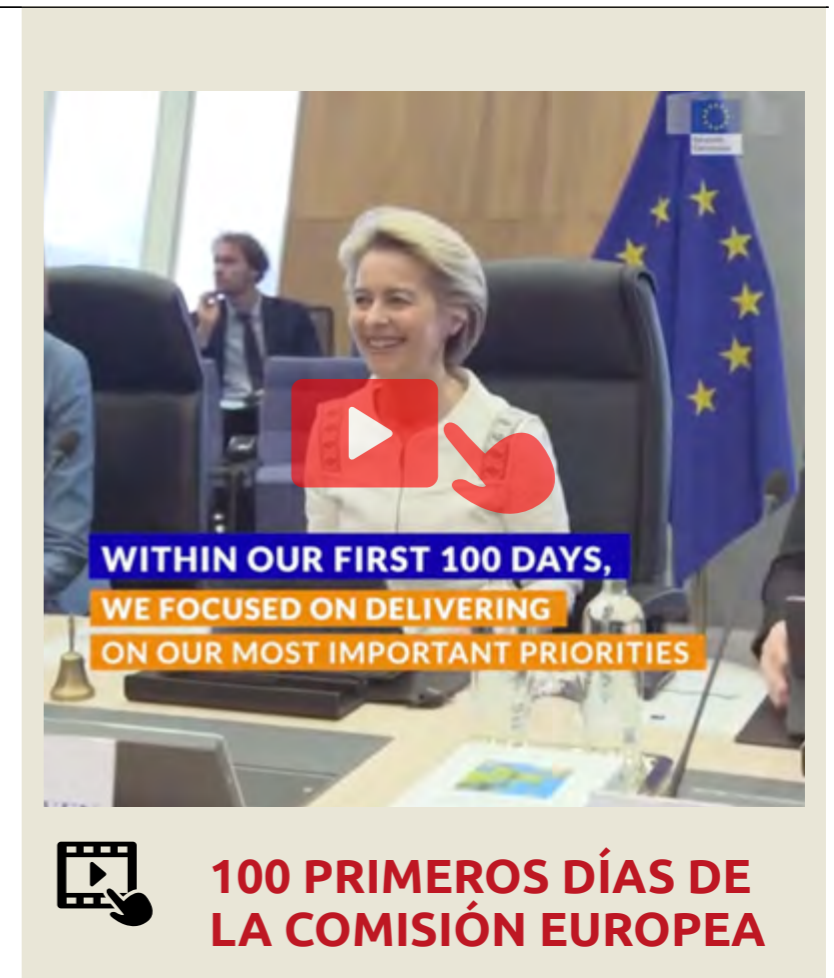 WITHIN OUR FIRST 100 DAYS,
WE FOCUSED ON DELIVERING
ON OUR MOST IMPORTANT PRIORITIES
100 PRIMEROS DÍAS DE
LA COMISIÓN EUROPEA